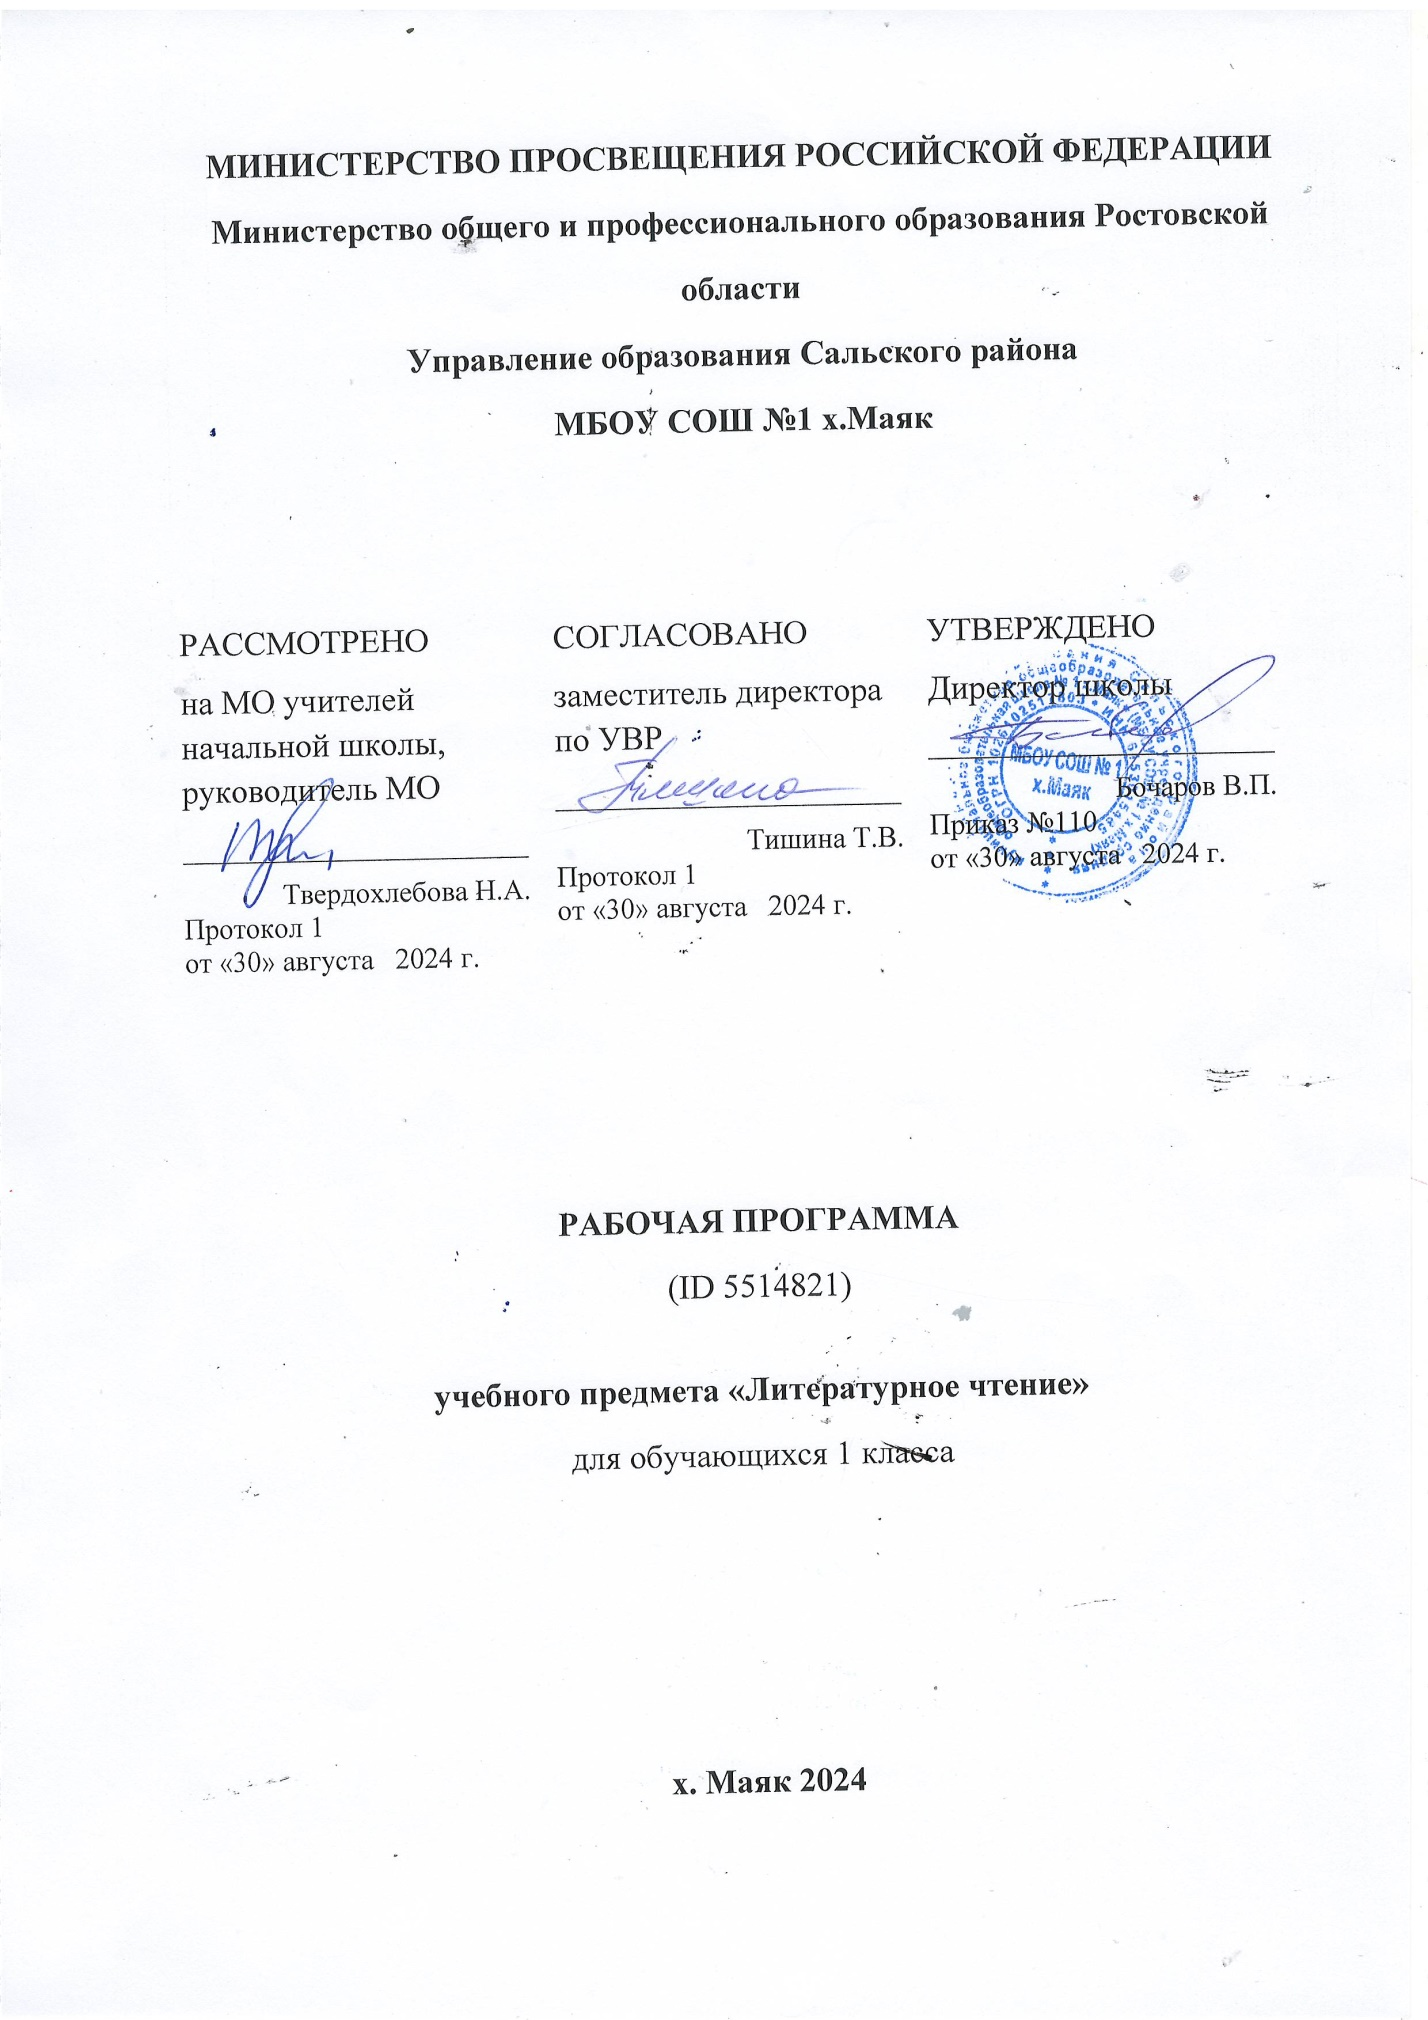 МИНИСТЕРСТВО ПРОСВЕЩЕНИЯ РОССИЙСКОЙ ФЕДЕРАЦИИ
Министерство общего и профессионального образования Ростовской
области
Управление образования Сальского района
МБОУ СОШ №1 х.Маяк
РАССМОТРЕНО
на МО учителей
начальной школы,
руководитель МО
Твердохлебова Н.А.
Протокол 1
от «30» августа 2024 г.
СОГЛАСОВАНО
заместитель директора
по УВР
Тишина Т.В.
Протокол 1
от «30» августа 2024 г.
УТВЕРЖДЕНО
Директор школы
Бочаров В.П.
Приказ №110
от «30» августа 2024 г.
МБОУ СОШ № 1
х.Маяк
РАБОЧАЯ ПРОГРАММА
(ID 5514821)
учебного предмета «Литературное чтение»
для обучающихся 1 класса
х. Маяк 2024